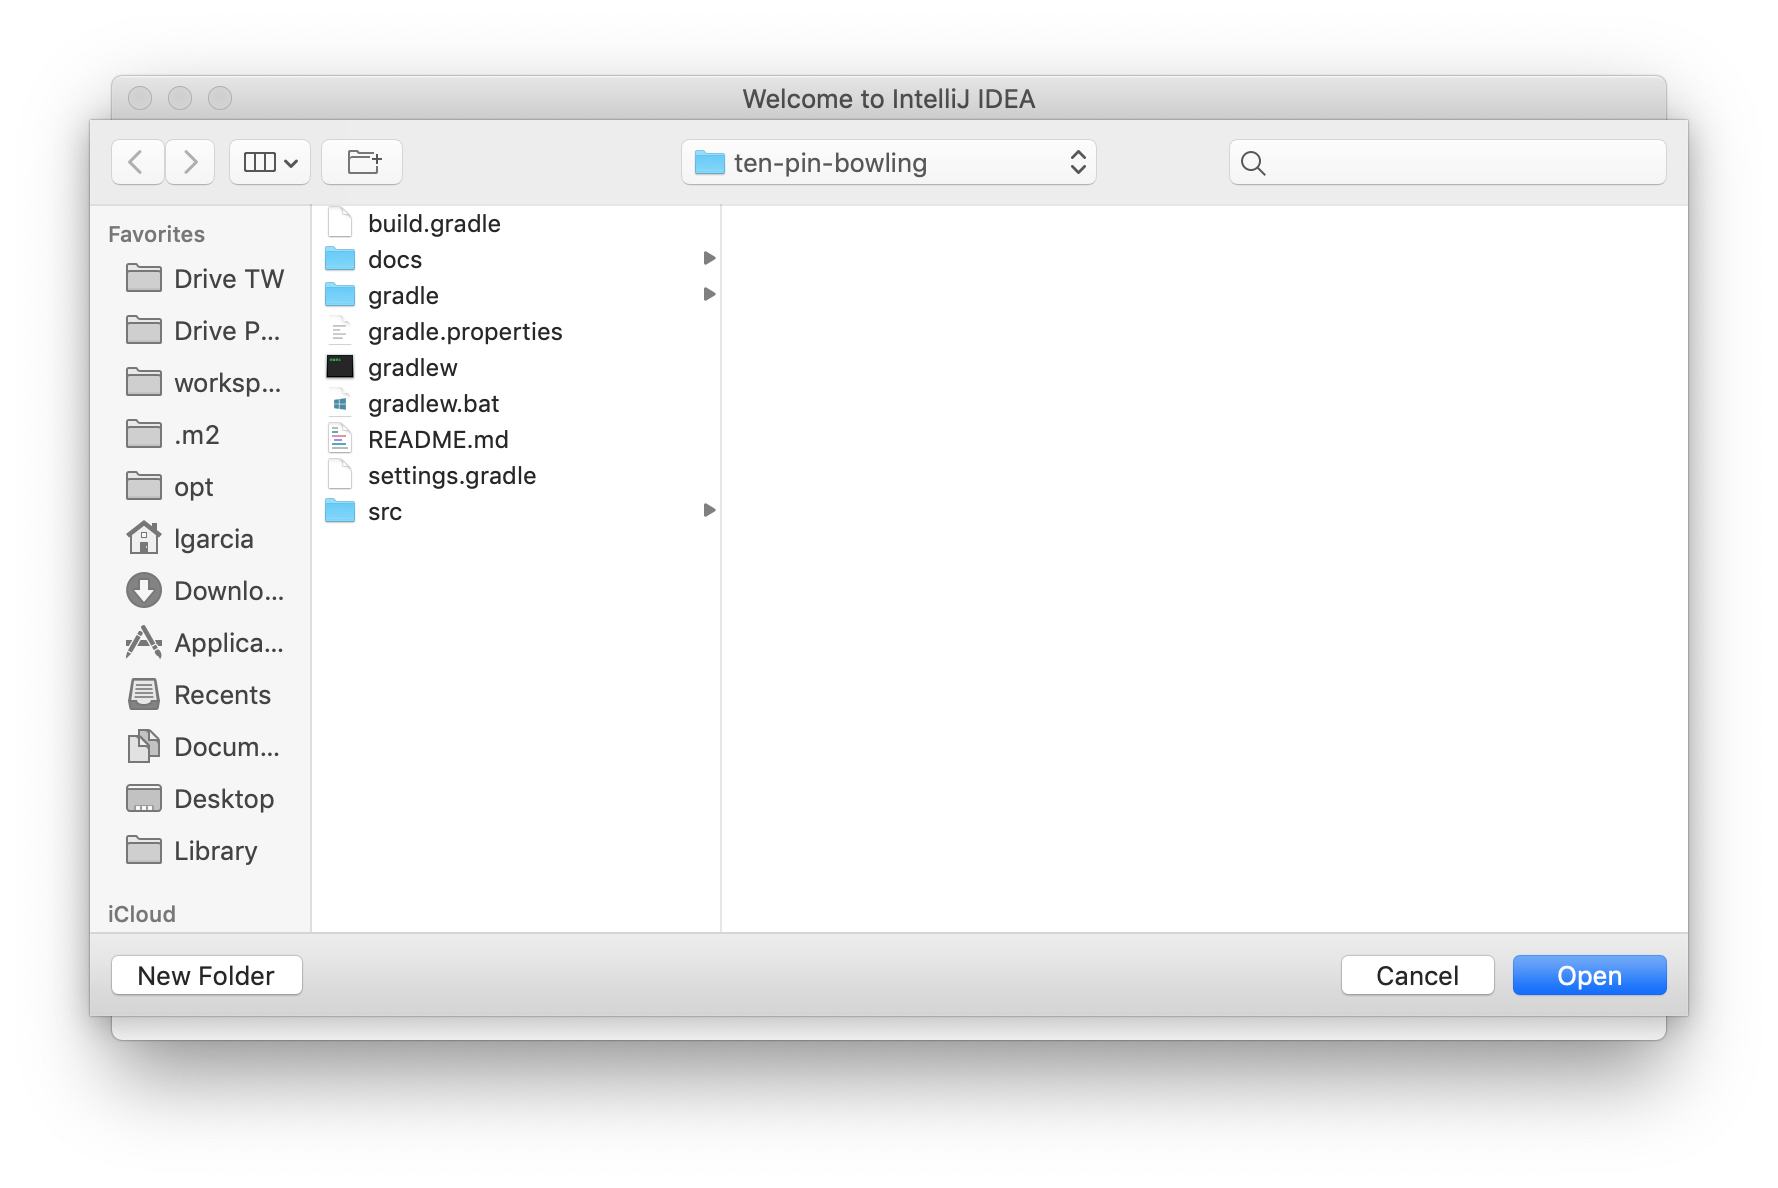 Welcome to IntelliJ IDEA
ten-pin-bowling
Favorites
Drive TW
Drive P...
worksp...
.m2
opt
lgarcia
Downlo...
Applica...
Recents
Docum...
Desktop
Library
iCloud
build.gradle
docs
gradle
gradle.properties
gradlew
gradlew.bat
README.md
settings.gradle
src
New Folder
Cancel
Open